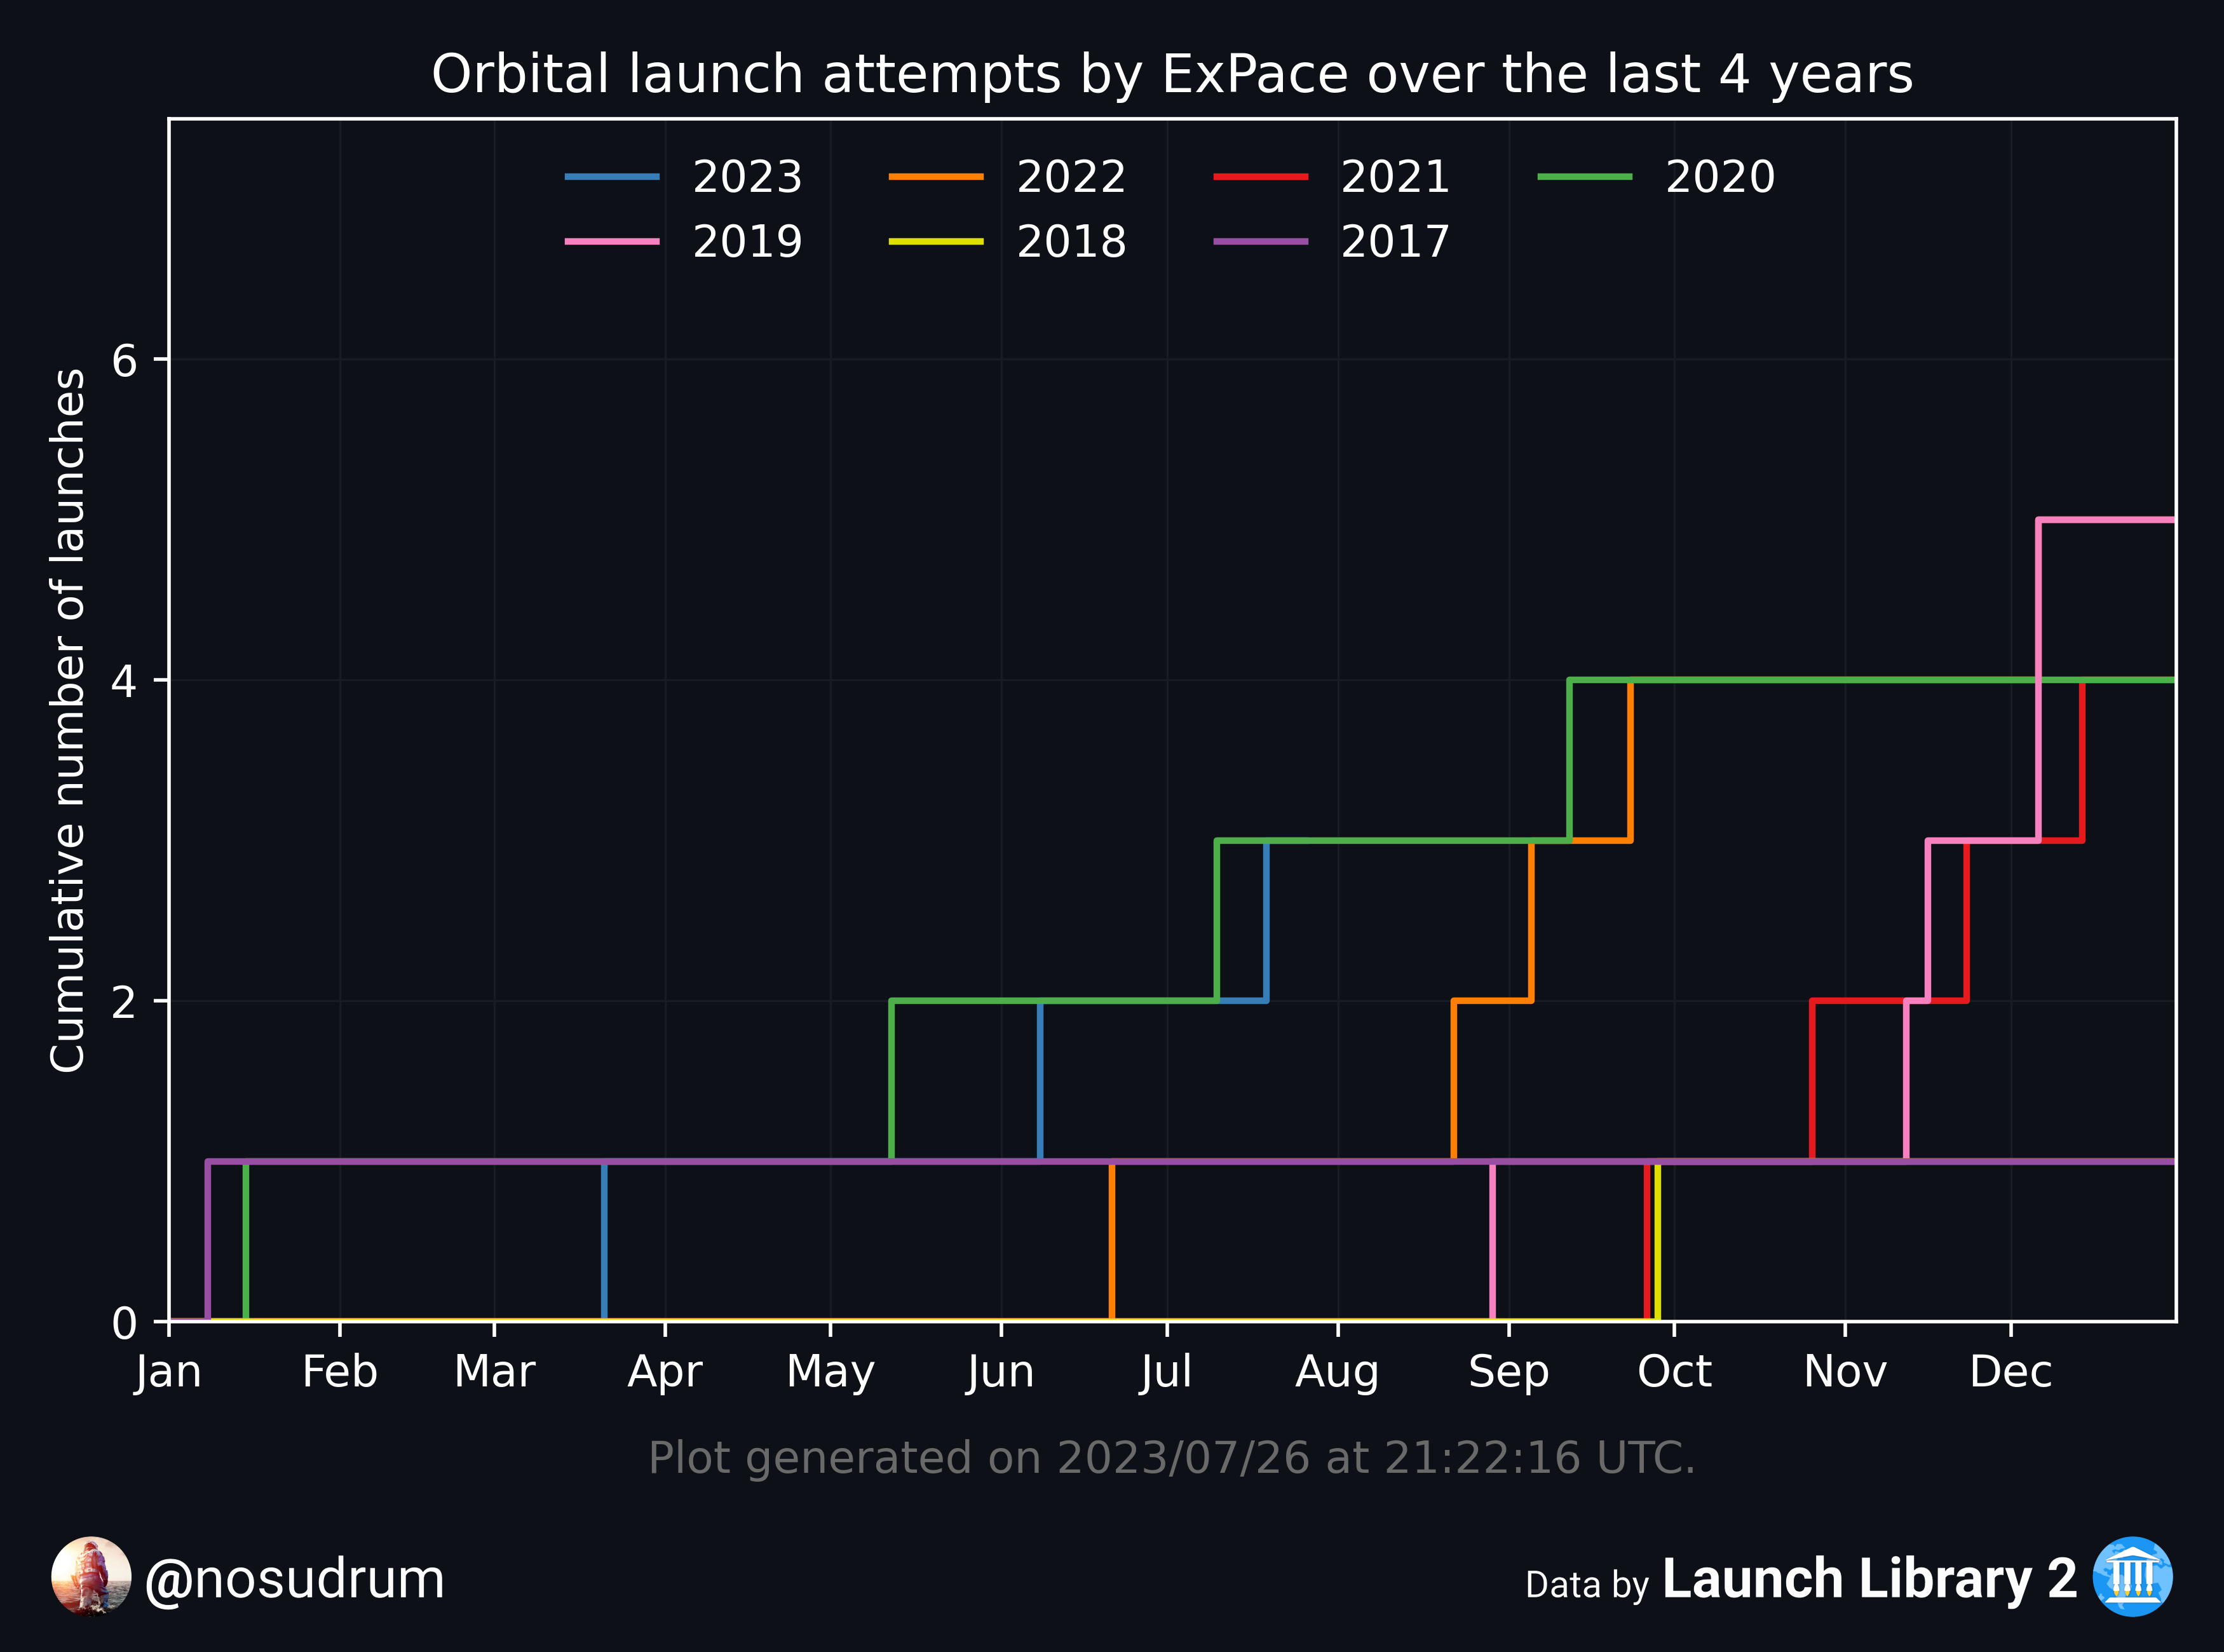 Orbital launch attempts by ExPace over the last 4 years
2023 2022 2021 2020
2019 2018 2017
Cumulative number of launches
6
4
2
0
Jan Feb Mar Apr May Jun Jul Aug Sep Oct Nov Dec
Plot generated on 2023/07/26 at 21:22:16 UTC.
@nosudrum
Data by Launch Library 2